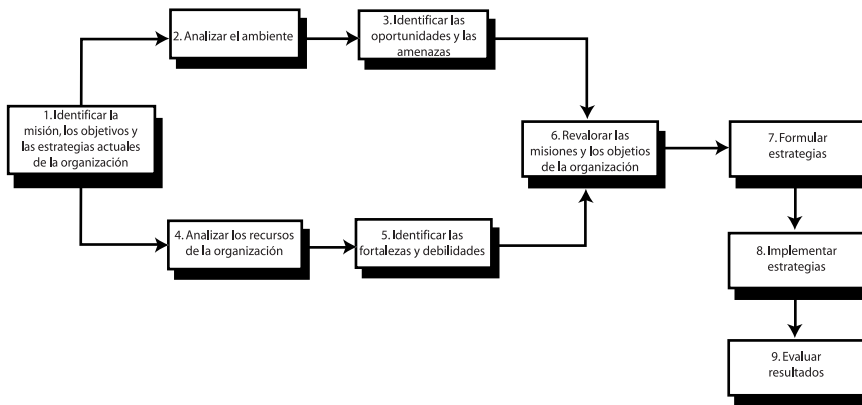 1. Identificar la
misión, los objetivos y
las estrategias actuales
de la organización
2. Analizar el ambiente
3. Identificar las
oportunidades y las
amenazas
4. Analizar los recursos
de la organización
5. Identificar las
fortalezas y debilidades
6. Revalorar las
misiones y los objetios
de la organización
7. Formular
estrategias
8. Implementar
estrategias
9. Evaluar
resultados